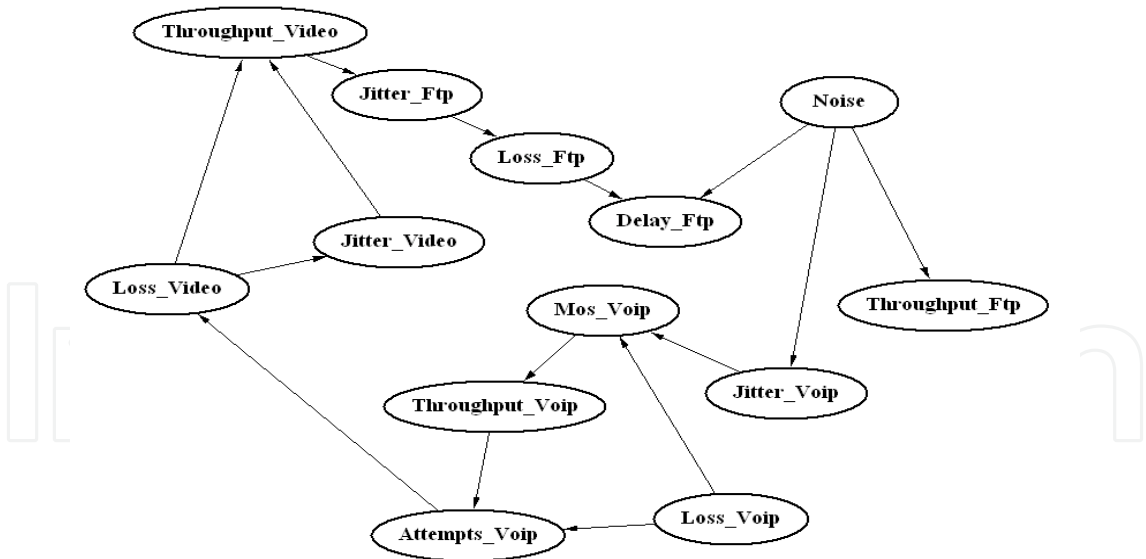 Throughput_Video
Jitter_Ftp
Noise
Loss_Ftp
Delay_Ftp
Jitter_Video
Loss_Video
Throughput_Ftp
Mos_Voip
Jitter_Voip
Throughput_Voip
Loss_Voip
Attempts_Voip